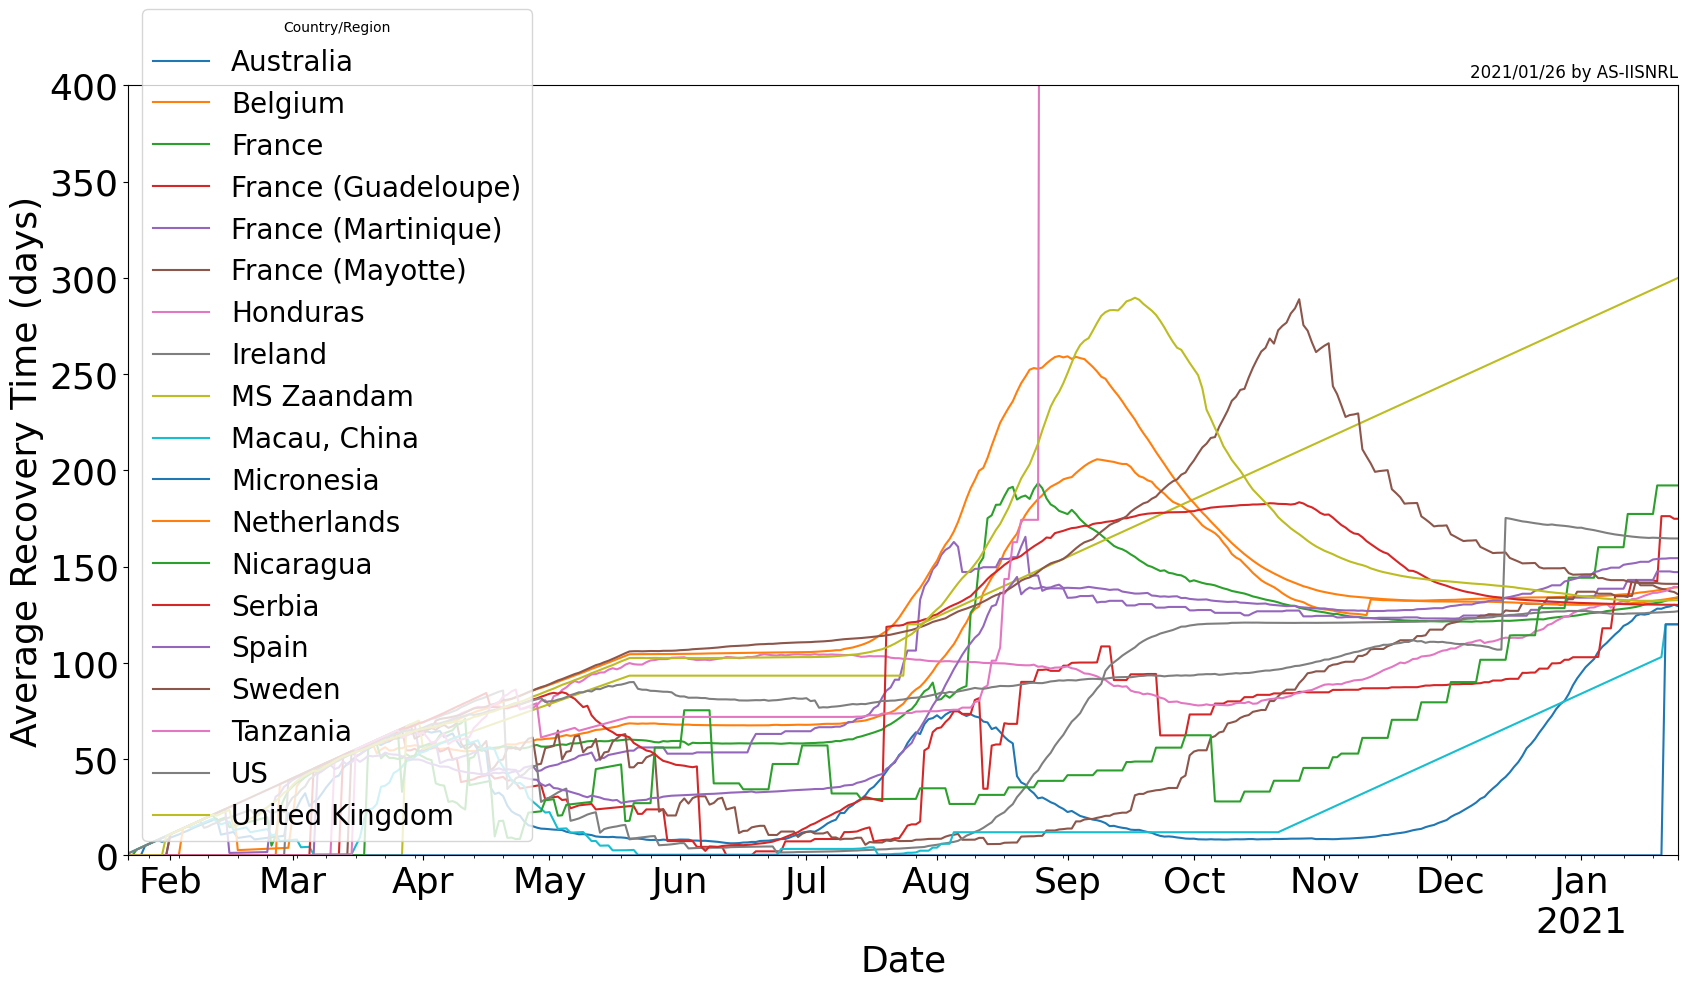 Country/Region
Australia
Belgium
France
France (Guadeloupe)
France (Martinique)
France (Mayotte)
Honduras
Ireland
MS Zaandam
Macau, China
Micronesia
Netherlands
Nicaragua
Serbia
Spain
Sweden
Tanzania
US
United Kingdom
2021/01/26 by AS-IISNRL
Average Recovery Time (days)
400
350
300
250
200
150
100
50
0
Feb Mar Apr May Jun Jul Aug Sep Oct Nov Dec Jan
2021
Date